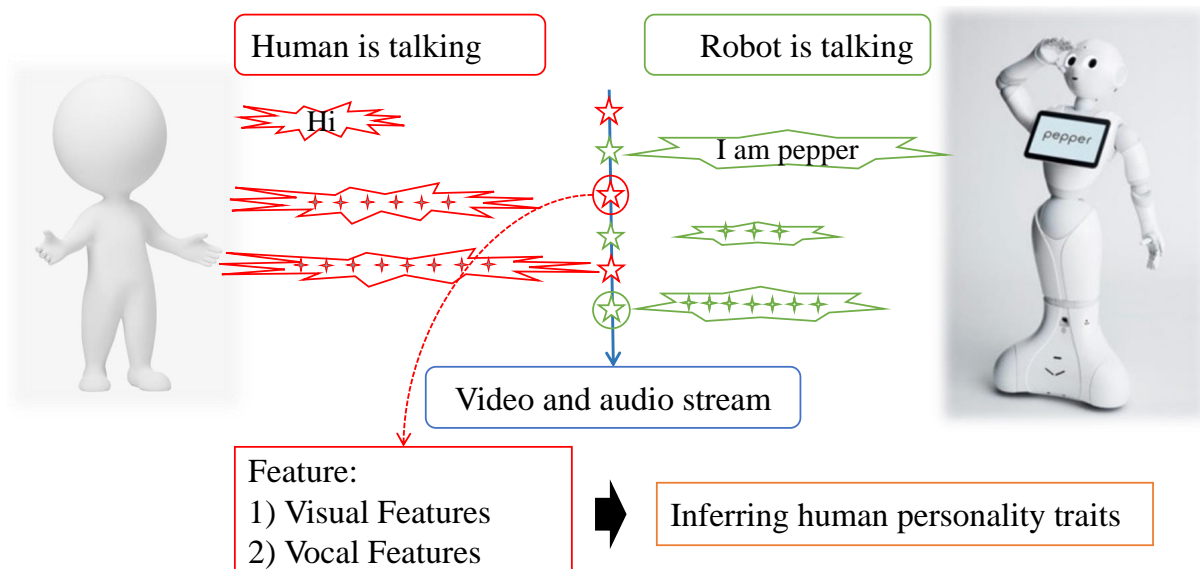 Human is talking
Robot is talking
Hi
I am pepper
pepper
Video and audio stream
Feature:
1) Visual Features
2) Vocal Features
Inferring human personality traits